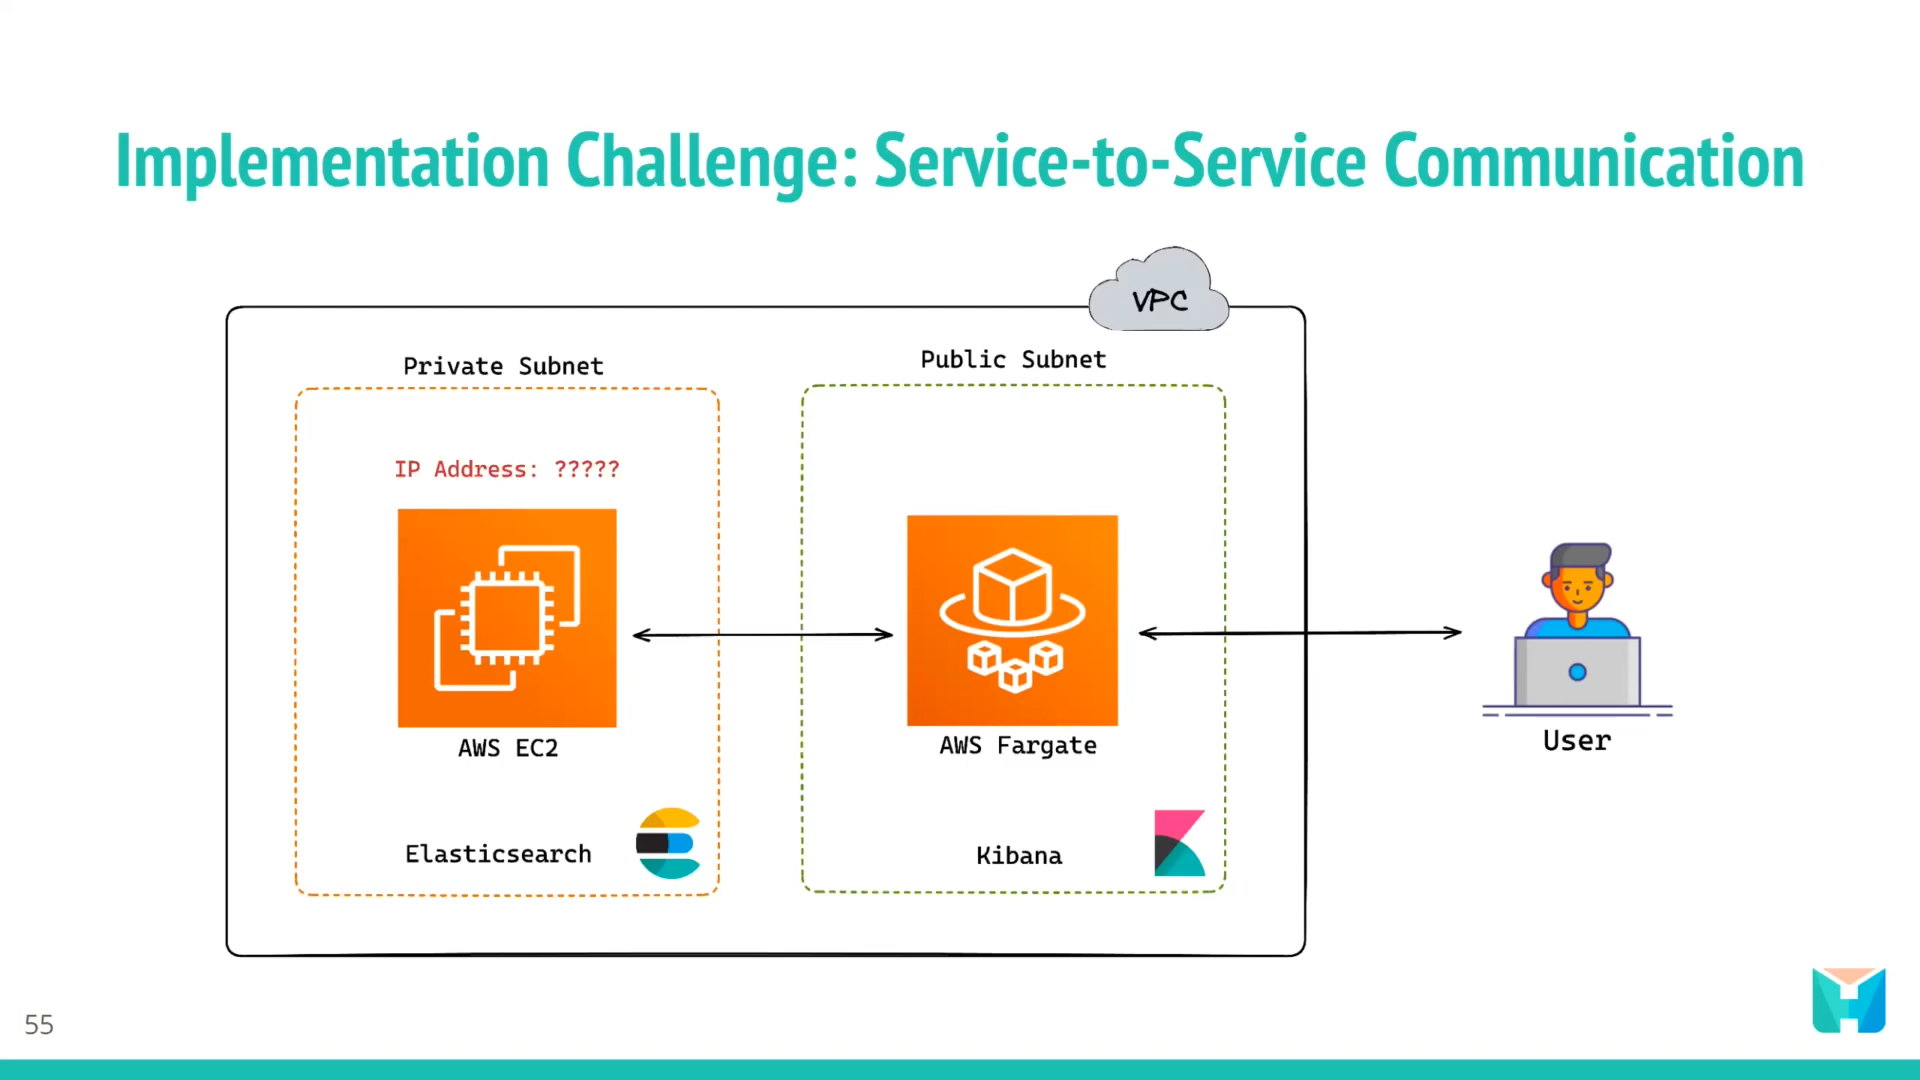 Implementation Challenge: Service-to-Service Communication
VPC
Private Subnet
Public Subnet
IP Address: ?????
AWS EC2
AWS Fargate
User
Elasticsearch
Kibana
55